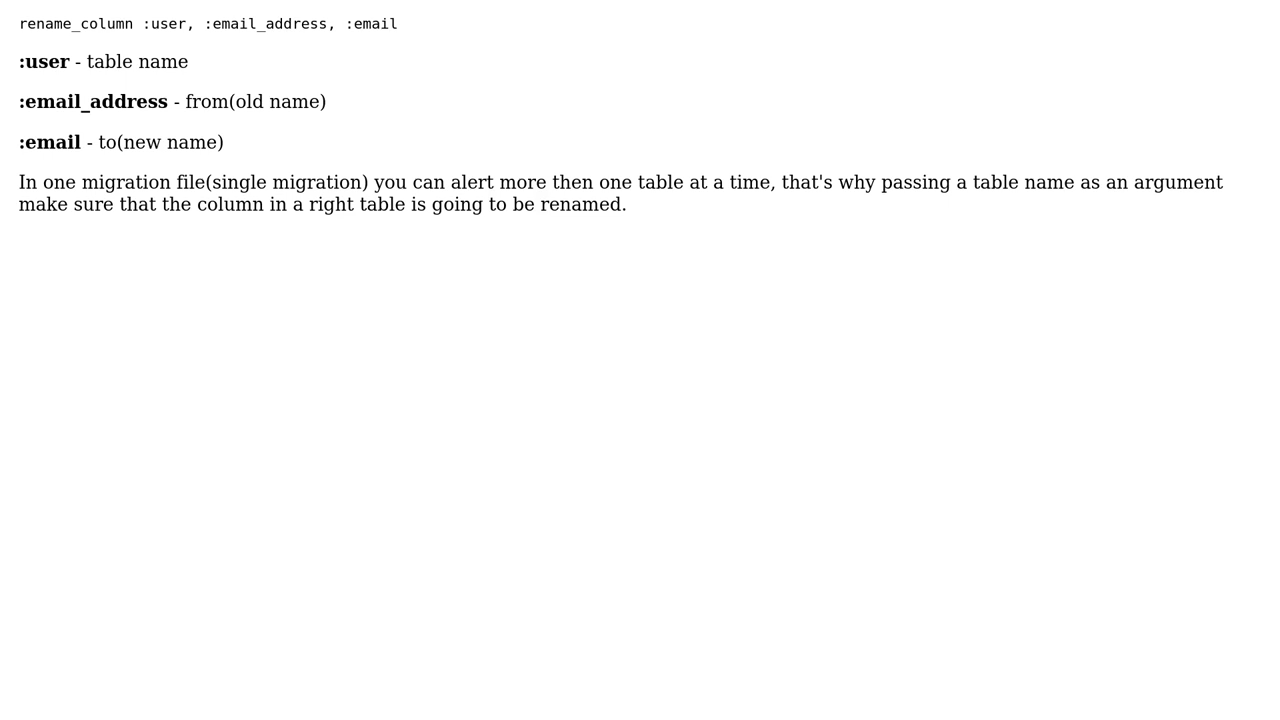 rename_column :user, :email_address, :email
:user - table name
:email_address - from(old name)
:email - to(new name)
In one migration file(single migration) you can alert more then one table at a time, that's why passing a table name as an argument
make sure that the column in a right table is going to be renamed.